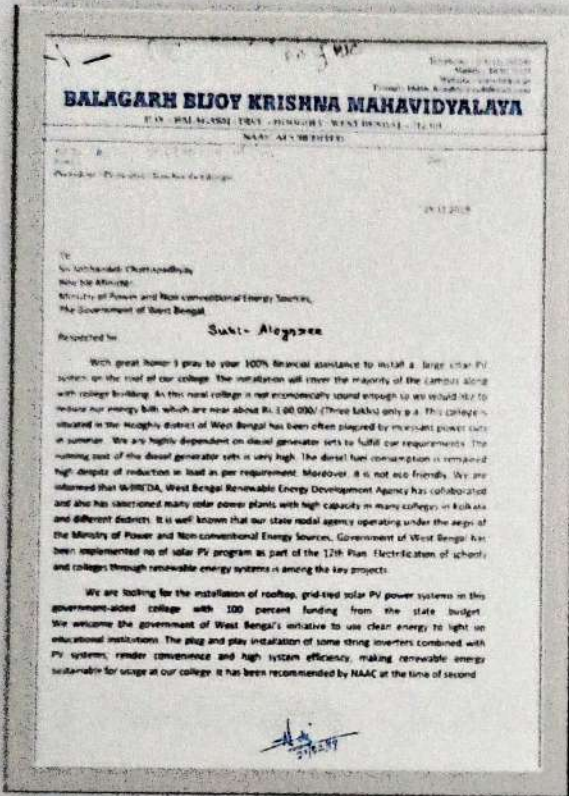 BALAGARH BIJOY KRISHNA MAHAVIDYALAYA
NAAC ACCREDITED
To
Sri Sobhandeb Chattopadhyay
Hon'ble Minister
Ministry of Power and Non-conventional Energy Sources,
The Government of West Bengal
Respected Sir
With great honor I pray to your 100% financial assistance to install a large solar PV
system on the roof of our college. The installation will cover the majority of the campus along
with college building. As this rural college is not economically sound enough so we would like to
reduce our energy bills which are near about Rs. 3,00,000/-(Three lakhs) only p.a. This college is
situated in the Hooghly district of West Bengal has been often plagued by incessant power cuts
in summer. We are highly dependent on diesel generator sets to fulfill our requirements. The
running cost of the diesel generator sets is very high. The diesel fuel consumption is remained
high despite of reduction in load as per requirement. Moreover, it is not eco friendly. We are
informed that WBREDA, West Bengal Renewable Energy Development Agency has collaborated
and also has sanctioned many solar power plants with high capacity in many colleges in Kolkata
and different districts. It is well known that our state nodal agency operating under the aegis of
the Ministry of Power and Non-conventional Energy Sources, Government of West Bengal has
been implemented no of solar PV program as part of the 12th Plan. Electrification of schools
and colleges through renewable energy systems is among the key projects.
We are looking for the installation of rooftop, grid-tied solar PV power systems in this
government-aided college with 100 percent funding from the state budget.
We welcome the government of West Bengal's initiative to use clean energy to light up
educational institutions. The plug and play installation of some string inverters combined with
PV systems, render convenience and high system efficiency, making renewable energy
sustainable for usage at our college. It has been recommended by NAAC at the time of second